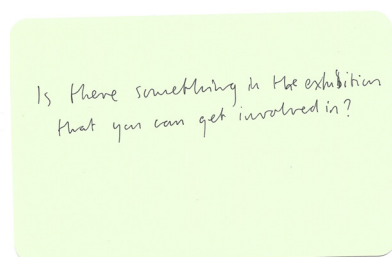 Is there something in the exhibition
that you can get involved in?